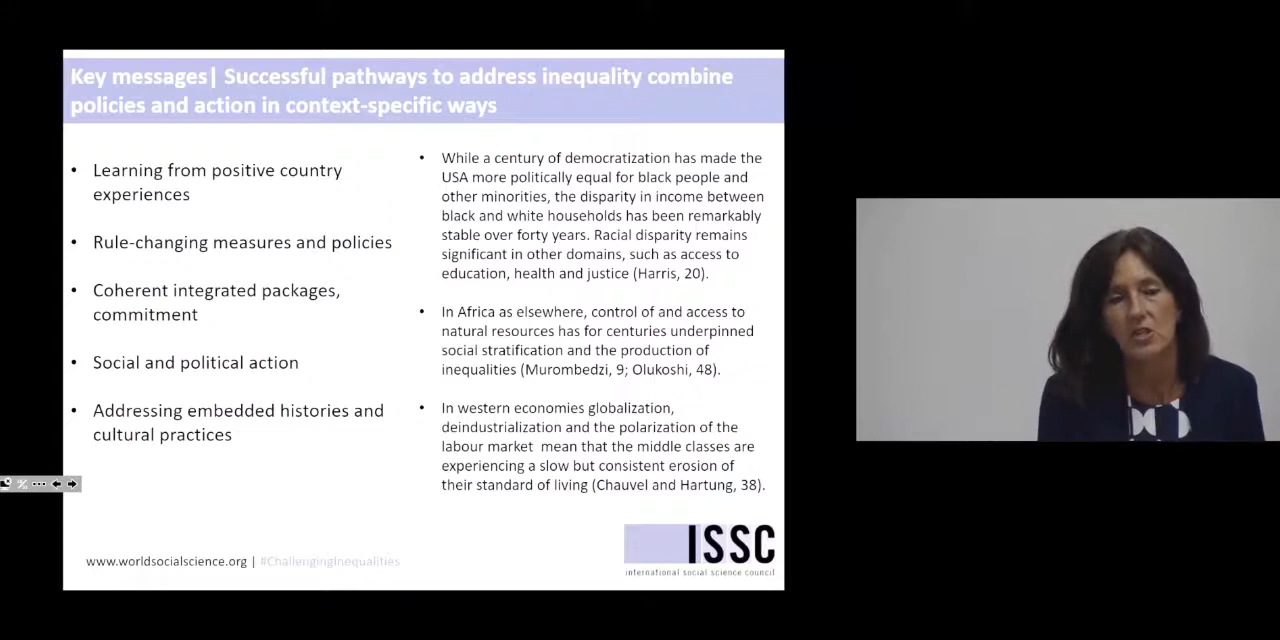 Key messages| Successful pathways to address inequality combine
policies and action in context-specific ways
• Learning from positive country
experiences
• Rule-changing measures and policies
• Coherent integrated packages,
commitment
• Social and political action
• Addressing embedded histories and
cultural practices
• While a century of democratization has made the
USA more politically equal for black people and
other minorities, the disparity in income between
black and white households has been remarkably
stable over forty years. Racial disparity remains
significant in other domains, such as access to
education, health and justice (Harris, 20).
• In Africa as elsewhere, control of and access to
natural resources has for centuries underpinned
social stratification and the production of
inequalities (Murombedzi, 9; Olukoshi, 48).
• In western economies globalization,
deindustrialization and the polarization of the
labour market mean that the middle classes are
experiencing a slow but consistent erosion of
their standard of living (Chauvel and Hartung, 38).
www.worldsocialscience.org | #ChallengingInequalities
ISSC
international social science council